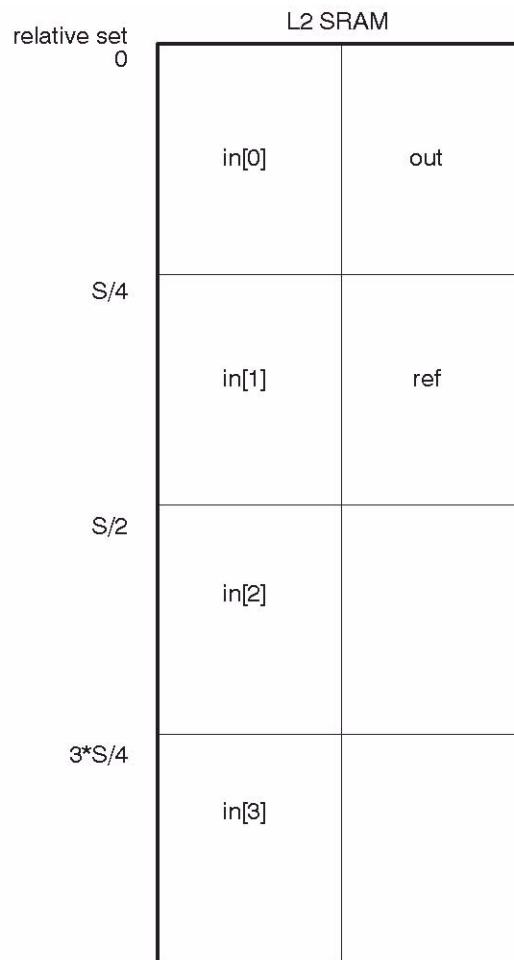 L2 SRAM
relative set
0
in[0] out
S/4
in[1] ref
S/2
in[2]
3*S/4
in[3]